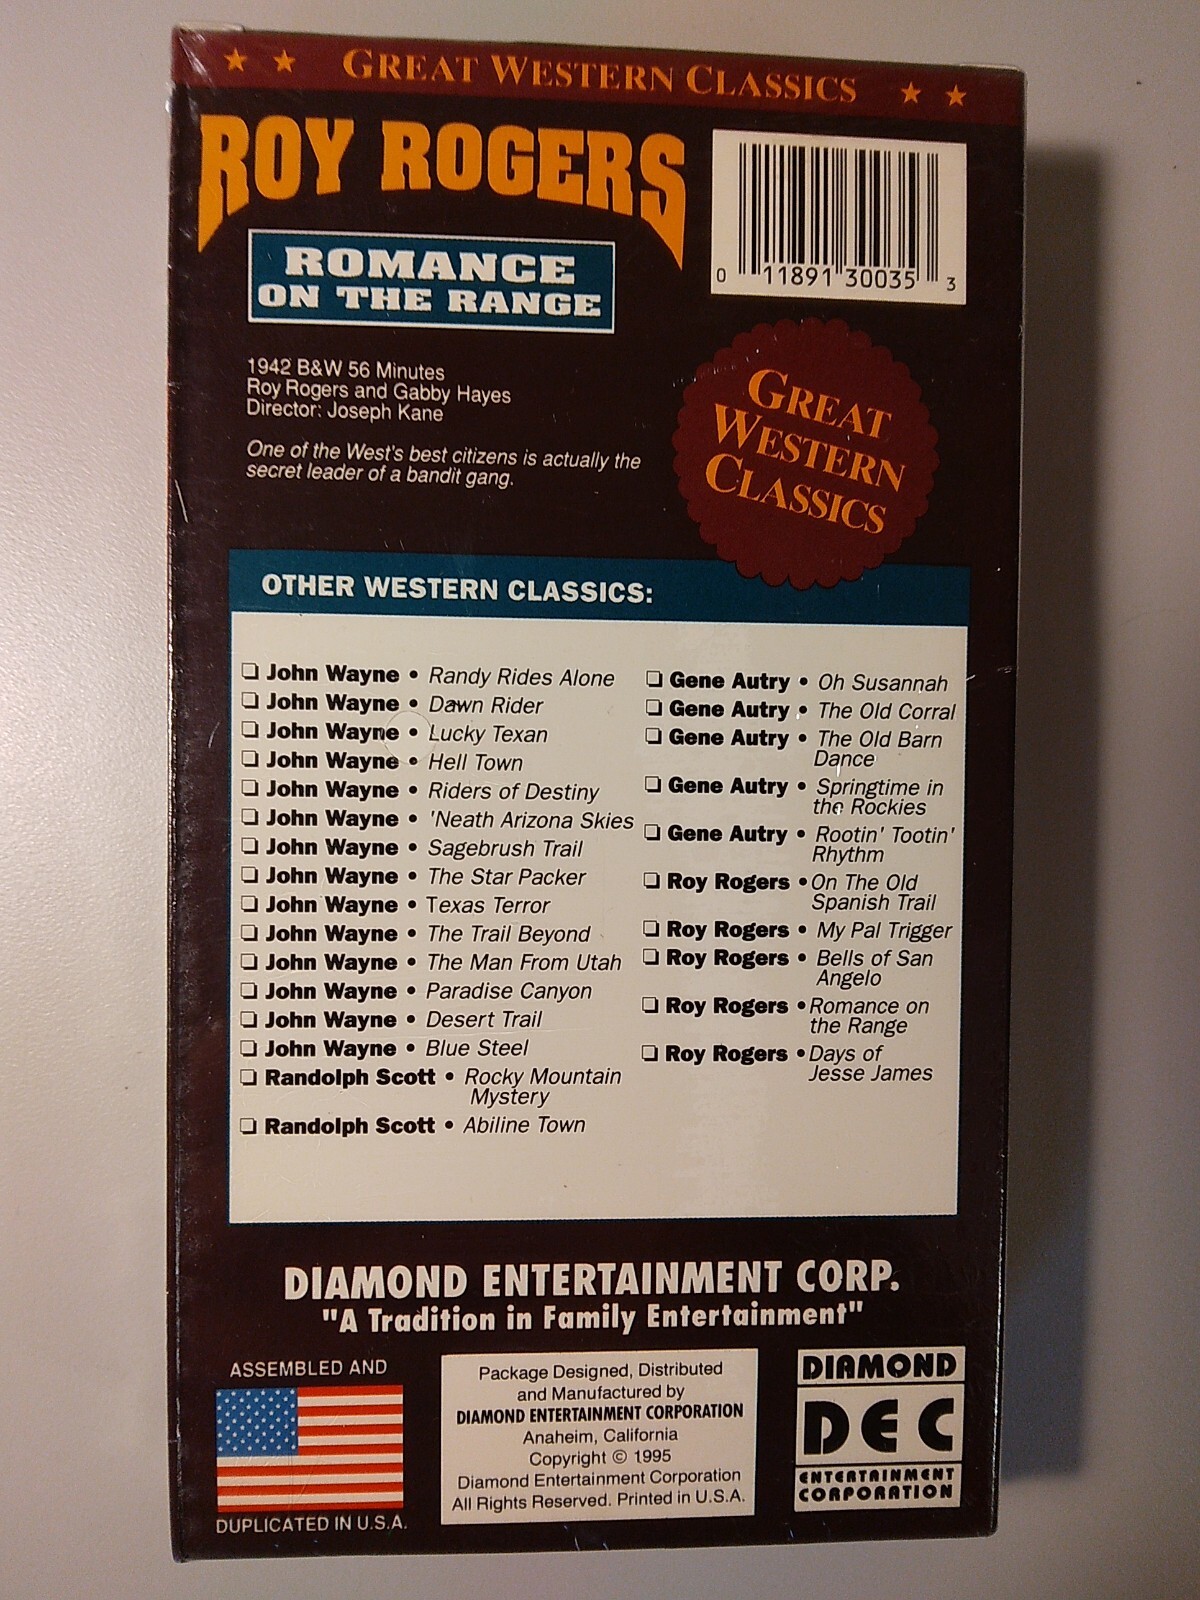 GREAT WESTERN CLASSICS
ROY ROGERS
ROMANCE
ON THE RANGE
0 11891 30035 3
1942 B&W 56 Minutes
Roy Rogers and Gabby Hayes
Director: Joseph Kane
One of the West's best citizens is actually the
secret leader of a bandit gang.
GREAT
WESTERN
CLASSICS
OTHER WESTERN CLASSICS:
❏ John Wayne • Randy Rides Alone
❏ John Wayne • Dawn Rider
❏ John Wayne • Lucky Texan
❏ John Wayne • Hell Town
❏ John Wayne • Riders of Destiny
❏ John Wayne • 'Neath Arizona Skies
❏ John Wayne • Sagebrush Trail
❏ John Wayne • The Star Packer
❏ John Wayne • Texas Terror
❏ John Wayne • The Trail Beyond
❏ John Wayne • The Man From Utah
❏ John Wayne • Paradise Canyon
❏ John Wayne • Desert Trail
❏ John Wayne • Blue Steel
❏ Randolph Scott • Rocky Mountain
Mystery
❏ Randolph Scott • Abiline Town
❏ Gene Autry • Oh Susannah
❏ Gene Autry • The Old Corral
❏ Gene Autry • The Old Barn
Dance
❏ Gene Autry • Springtime in
the Rockies
❏ Gene Autry • Rootin' Tootin'
Rhythm
❏ Roy Rogers • On The Old
Spanish Trail
❏ Roy Rogers • My Pal Trigger
❏ Roy Rogers • Bells of San
Angelo
❏ Roy Rogers • Romance on
the Range
❏ Roy Rogers • Days of
Jesse James
DIAMOND ENTERTAINMENT CORP.
"A Tradition in Family Entertainment"
ASSEMBLED AND
DUPLICATED IN U.S.A.
Package Designed, Distributed
and Manufactured by
DIAMOND ENTERTAINMENT CORPORATION
Anaheim, California
Copyright © 1995
Diamond Entertainment Corporation
All Rights Reserved. Printed in U.S.A.
DIAMOND
DEC
ENTERTAINMENT
CORPORATION